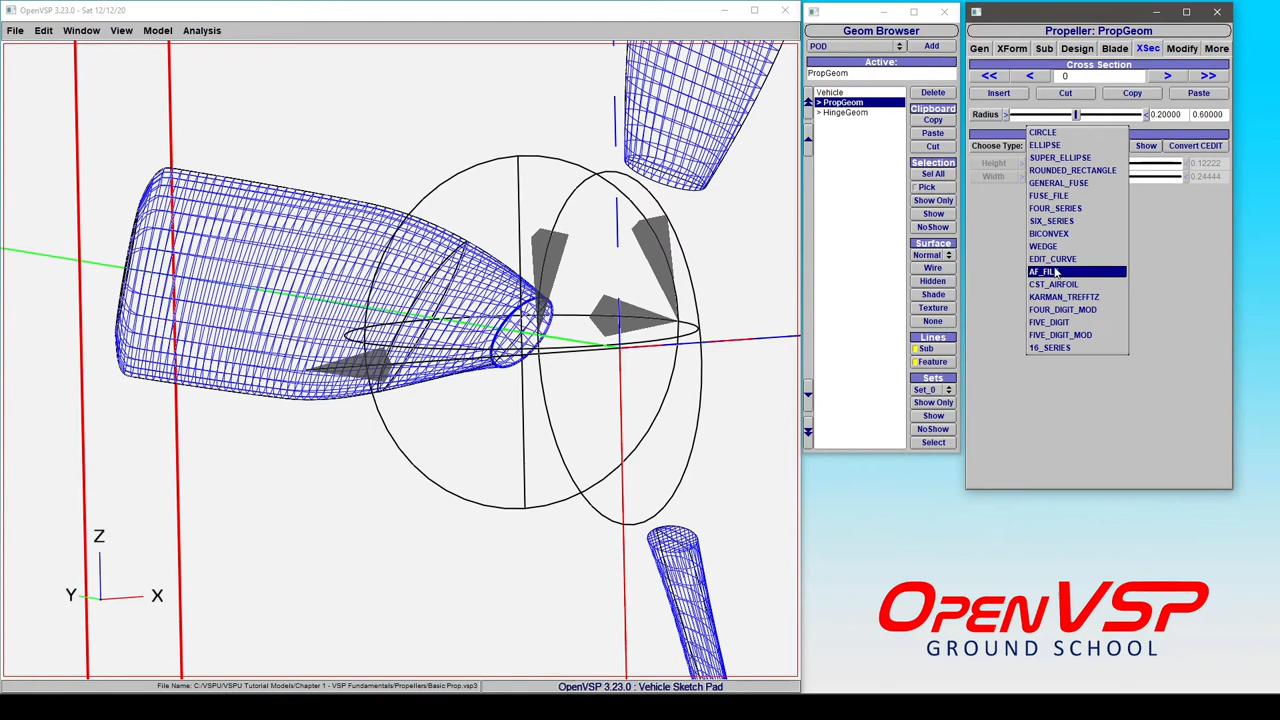 OpenVSP 3.23.0 - Sat 12/12/20
File Edit Window View Model Analysis
Z
Y X
File Name: C:/VSPU/VSPU Tutorial Models/Chapter 1 - VSP Fundamentals/Propellers/Basic Prop.vsp3
OpenVSP 3.23.0 : Vehicle Sketch Pad
Geom Browser
POD Add
Active:
PropGeom
Vehicle
> PropGeom
> HingeGeom
Delete
Clipboard
Copy
Paste
Cut
Selection
Sel All
Pick
Show Only
Show
NoShow
Surface
Normal
Wire
Hidden
Shade
Texture
None
Lines
Sub
Feature
Sets
Set_0
Show Only
Show
NoShow
Select
Propeller: PropGeom
Gen XForm Sub Design Blade XSec Modify More
Cross Section
<< < 0 > >>
Insert Cut Copy Paste
Radius > < 0.20000 0.60000
Choose Type: Show Convert CEDIT
Height > 0.12222
Width > 0.24444
CIRCLE
ELLIPSE
SUPER_ELLIPSE
ROUNDED_RECTANGLE
GENERAL_FUSE
FUSE_FILE
FOUR_SERIES
SIX_SERIES
BICONVEX
WEDGE
EDIT_CURVE
AF_FILE
CST_AIRFOIL
KARMAN_TREFFTZ
FOUR_DIGIT_MOD
FIVE_DIGIT
FIVE_DIGIT_MOD
16_SERIES
OPENVSP
GROUND SCHOOL